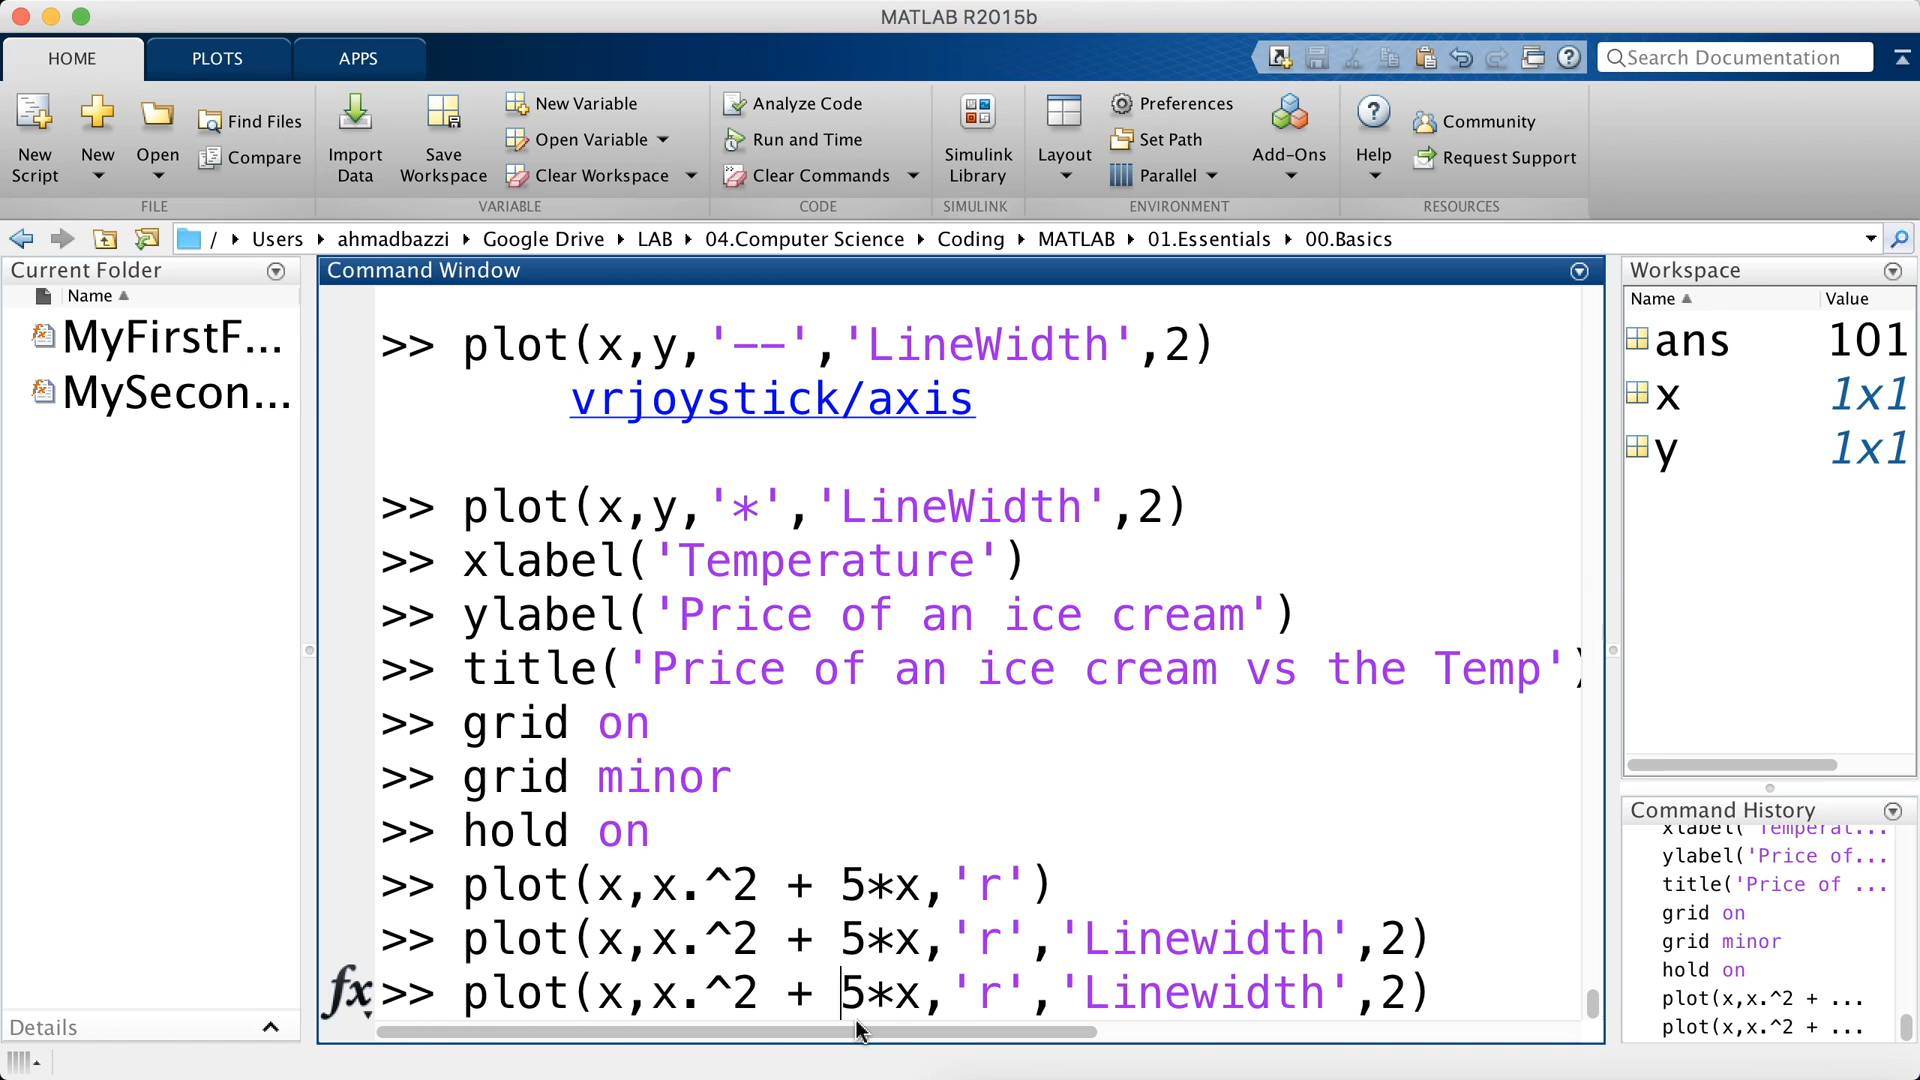 MATLAB R2015b
HOME PLOTS APPS
Search Documentation
New Script
New
Open
Find Files
Compare
FILE
Import Data
Save Workspace
New Variable
Open Variable
Clear Workspace
VARIABLE
Analyze Code
Run and Time
Clear Commands
CODE
Simulink Library
SIMULINK
Layout
Preferences
Set Path
Parallel
Add-Ons
ENVIRONMENT
Help
Community
Request Support
RESOURCES
/ Users ahmadbazzi Google Drive LAB 04.Computer Science Coding MATLAB 01.Essentials 00.Basics
Current Folder
Name
MyFirstF...
MySecon...
Details
Command Window
>> plot(x,y,'--','LineWidth',2)
vrjoystick/axis
>> plot(x,y,'*','LineWidth',2)
>> xlabel('Temperature')
>> ylabel('Price of an ice cream')
>> title('Price of an ice cream vs the Temp')
>> grid on
>> grid minor
>> hold on
>> plot(x,x.^2 + 5*x,'r')
>> plot(x,x.^2 + 5*x,'r','Linewidth',2)
fx >> plot(x,x.^2 + 5*x,'r','Linewidth',2)
Workspace
Name Value
ans 101
x 1x1
y 1x1
Command History
xlabel('Temperat...
ylabel('Price of...
title('Price of ...
grid on
grid minor
hold on
plot(x,x.^2 + ...
plot(x,x.^2 + ...